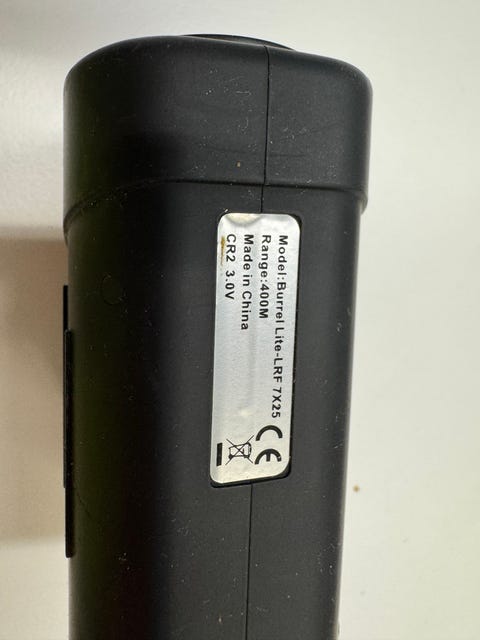 Model:Burrel Lite-LRF 7X25
Range:400M
Made in China
CR2 3.0V
CE